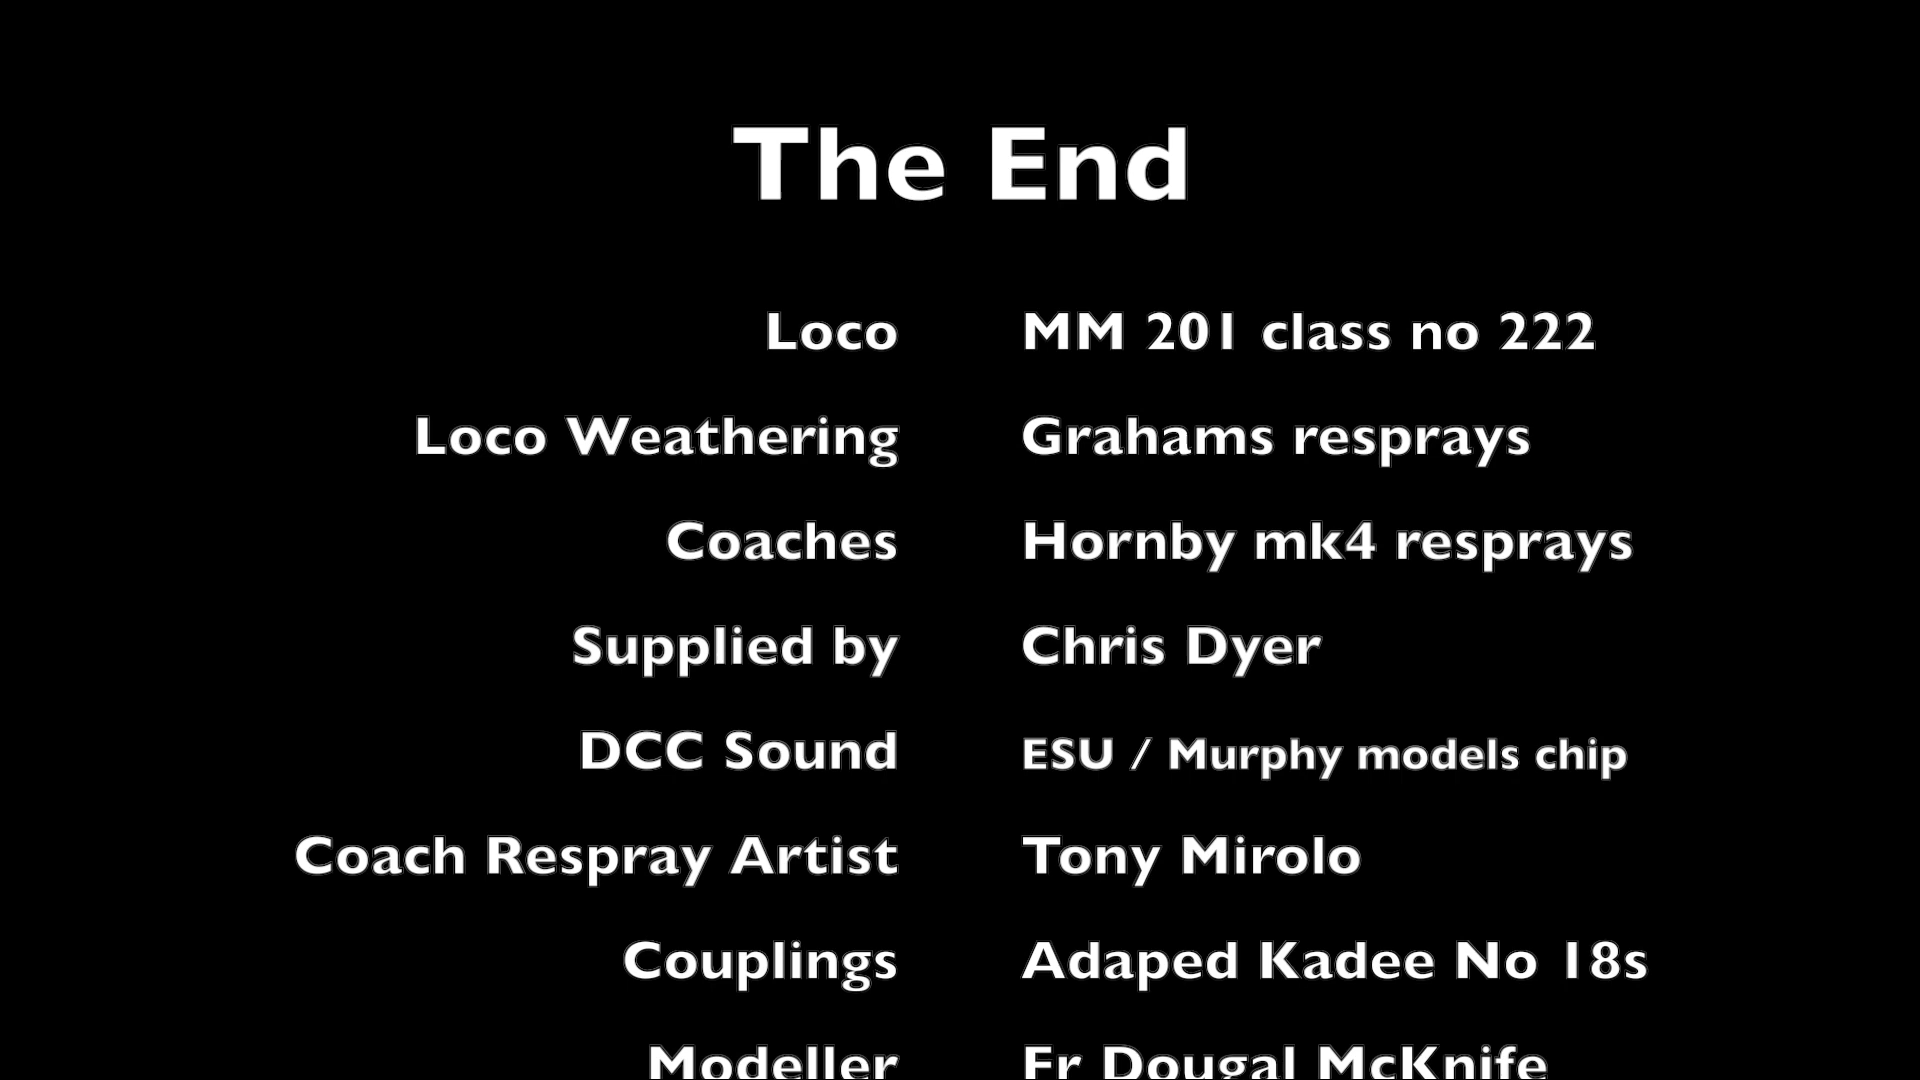 The End
Loco MM 201 class no 222
Loco Weathering Grahams resprays
Coaches Hornby mk4 resprays
Supplied by Chris Dyer
DCC Sound ESU / Murphy models chip
Coach Respray Artist Tony Mirolo
Couplings Adaped Kadee No 18s
Modeller Fr Dougal McKnife